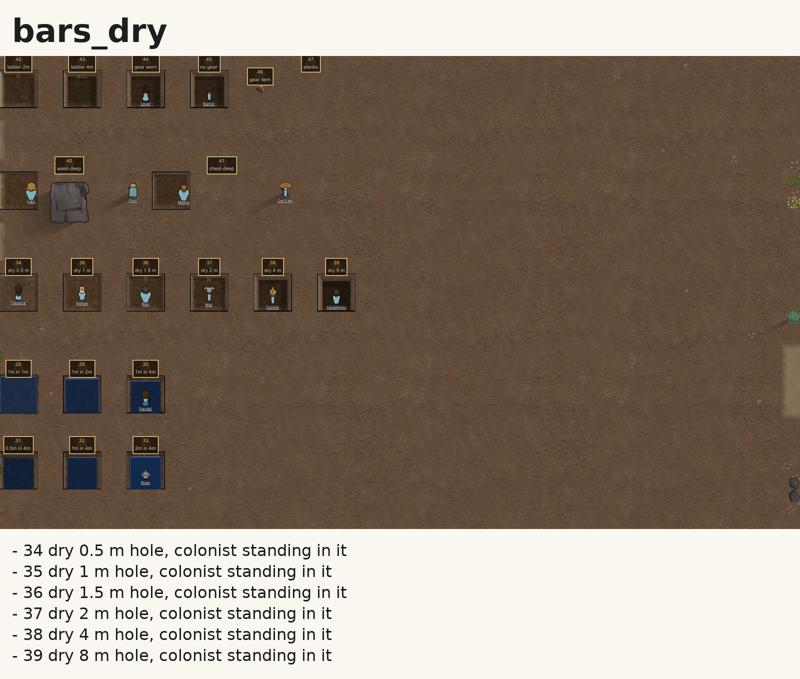 bars_dry
42 ladder 2m
43 ladder 4m
44 gear worn
45 no gear
46 gear item
47 planks
40 waist-deep
41 chest-deep
34 dry 0.5 m
35 dry 1 m
36 dry 1.5 m
37 dry 2 m
38 dry 4 m
39 dry 8 m
28 1m in 1m
29 1m in 2m
30 1m in 4m
31 0.5m in 4m
32 1m in 4m
33 2m in 4m
- 34 dry 0.5 m hole, colonist standing in it
- 35 dry 1 m hole, colonist standing in it
- 36 dry 1.5 m hole, colonist standing in it
- 37 dry 2 m hole, colonist standing in it
- 38 dry 4 m hole, colonist standing in it
- 39 dry 8 m hole, colonist standing in it